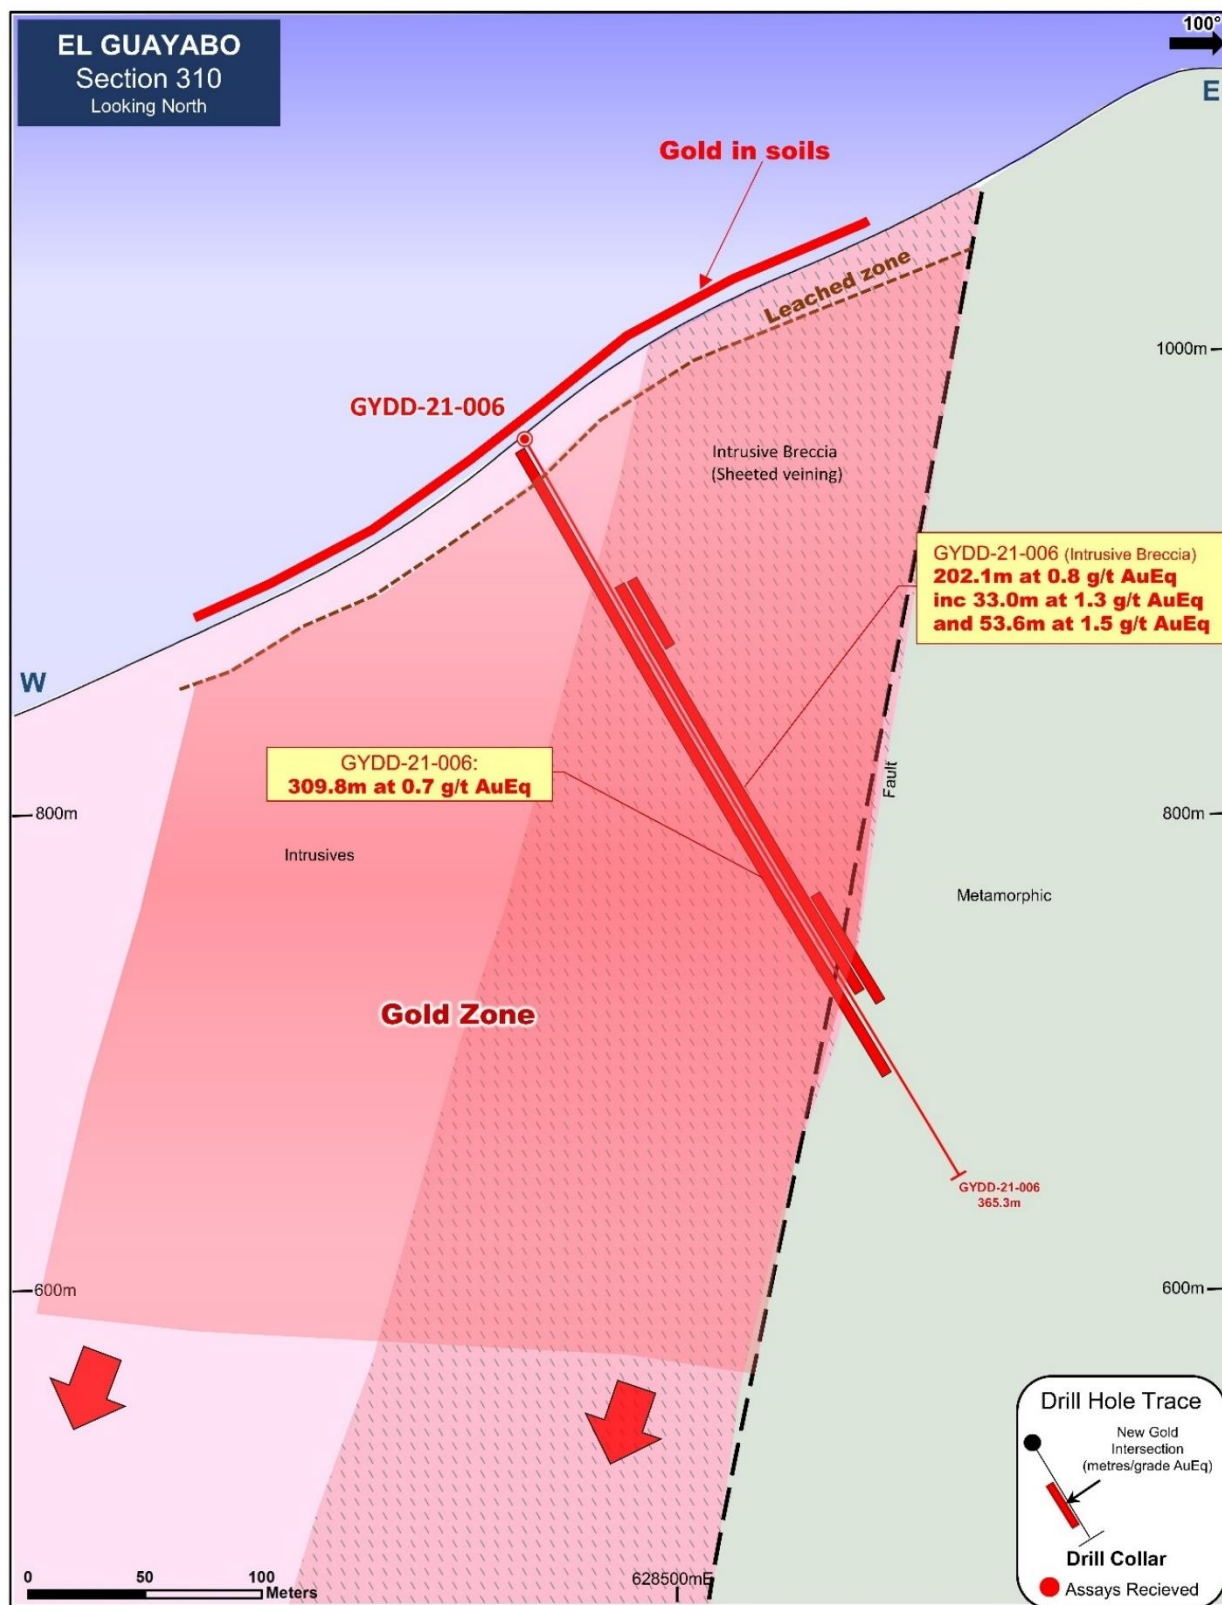 EL GUAYABO
Section 310
Looking North
100°
E
Gold in soils
Leached zone
1000m
GYDD-21-006
Intrusive Breccia
(Sheeted veining)
GYDD-21-006 (Intrusive Breccia)
202.1m at 0.8 g/t AuEq
inc 33.0m at 1.3 g/t AuEq
and 53.6m at 1.5 g/t AuEq
W
GYDD-21-006:
309.8m at 0.7 g/t AuEq
Fault
800m
800m
Intrusives
Metamorphic
Gold Zone
GYDD-21-006
365.3m
600m
600m
Drill Hole Trace
New Gold
Intersection
(metres/grade AuEq)
Drill Collar
Assays Recieved
0 50 100
Meters
628500mE